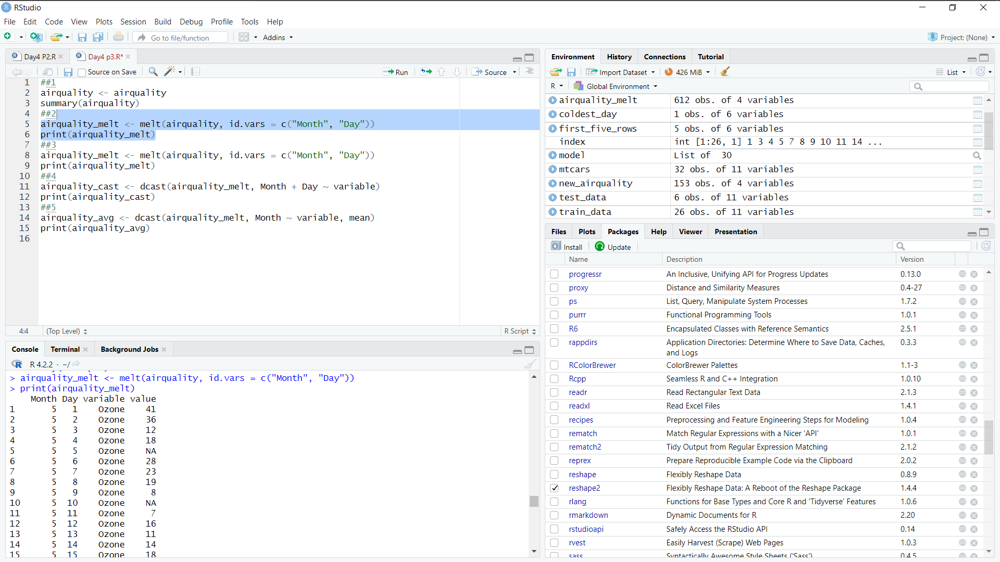 RStudio
File Edit Code View Plots Session Build Debug Profile Tools Help
Go to file/function Addins Project: (None)
Day4 P2.R Day4 p3.R*
Source on Save Run Source
1 ##1
2 airquality <- airquality
3 summary(airquality)
4 ##2
5 airquality_melt <- melt(airquality, id.vars = c("Month", "Day"))
6 print(airquality_melt)
7 ##3
8 airquality_melt <- melt(airquality, id.vars = c("Month", "Day"))
9 print(airquality_melt)
10 ##4
11 airquality_cast <- dcast(airquality_melt, Month + Day ~ variable)
12 print(airquality_cast)
13 ##5
14 airquality_avg <- dcast(airquality_melt, Month ~ variable, mean)
15 print(airquality_avg)
16
4:4 (Top Level) R Script
Console Terminal Background Jobs
R 4.2.2 · ~/
> airquality_melt <- melt(airquality, id.vars = c("Month", "Day"))
> print(airquality_melt)
Month Day variable value
1 5 1 Ozone 41
2 5 2 Ozone 36
3 5 3 Ozone 12
4 5 4 Ozone 18
5 5 5 Ozone NA
6 5 6 Ozone 28
7 5 7 Ozone 23
8 5 8 Ozone 19
9 5 9 Ozone 8
10 5 10 Ozone NA
11 5 11 Ozone 7
12 5 12 Ozone 16
13 5 13 Ozone 11
14 5 14 Ozone 14
15 5 15 Ozone 18
Environment History Connections Tutorial
Import Dataset 426 MiB List
R Global Environment
airquality_melt 612 obs. of 4 variables
coldest_day 1 obs. of 6 variables
first_five_rows 5 obs. of 6 variables
index int [1:26, 1] 1 3 4 5 7 8 9 10 11 14 ...
model List of 30
mtcars 32 obs. of 11 variables
new_airquality 153 obs. of 4 variables
test_data 6 obs. of 11 variables
train_data 26 obs. of 11 variables
Files Plots Packages Help Viewer Presentation
Install Update
Name Description Version
progressr An Inclusive, Unifying API for Progress Updates 0.13.0
proxy Distance and Similarity Measures 0.4-27
ps List, Query, Manipulate System Processes 1.7.2
purrr Functional Programming Tools 1.0.1
R6 Encapsulated Classes with Reference Semantics 2.5.1
rappdirs Application Directories: Determine Where to Save Data, Caches, 0.3.3
and Logs
RColorBrewer ColorBrewer Palettes 1.1-3
Rcpp Seamless R and C++ Integration 1.0.10
readr Read Rectangular Text Data 2.1.3
readxl Read Excel Files 1.4.1
recipes Preprocessing and Feature Engineering Steps for Modeling 1.0.4
rematch Match Regular Expressions with a Nicer 'API' 1.0.1
rematch2 Tidy Output from Regular Expression Matching 2.1.2
reprex Prepare Reproducible Example Code via the Clipboard 2.0.2
reshape Flexibly Reshape Data 0.8.9
reshape2 Flexibly Reshape Data: A Reboot of the Reshape Package 1.4.4
rlang Functions for Base Types and Core R and 'Tidyverse' Features 1.0.6
rmarkdown Dynamic Documents for R 2.20
rstudioapi Safely Access the RStudio API 0.14
rvest Easily Harvest (Scrape) Web Pages 1.0.3
sass Syntactically Awesome Style Sheets ('Sass') 0.4.5